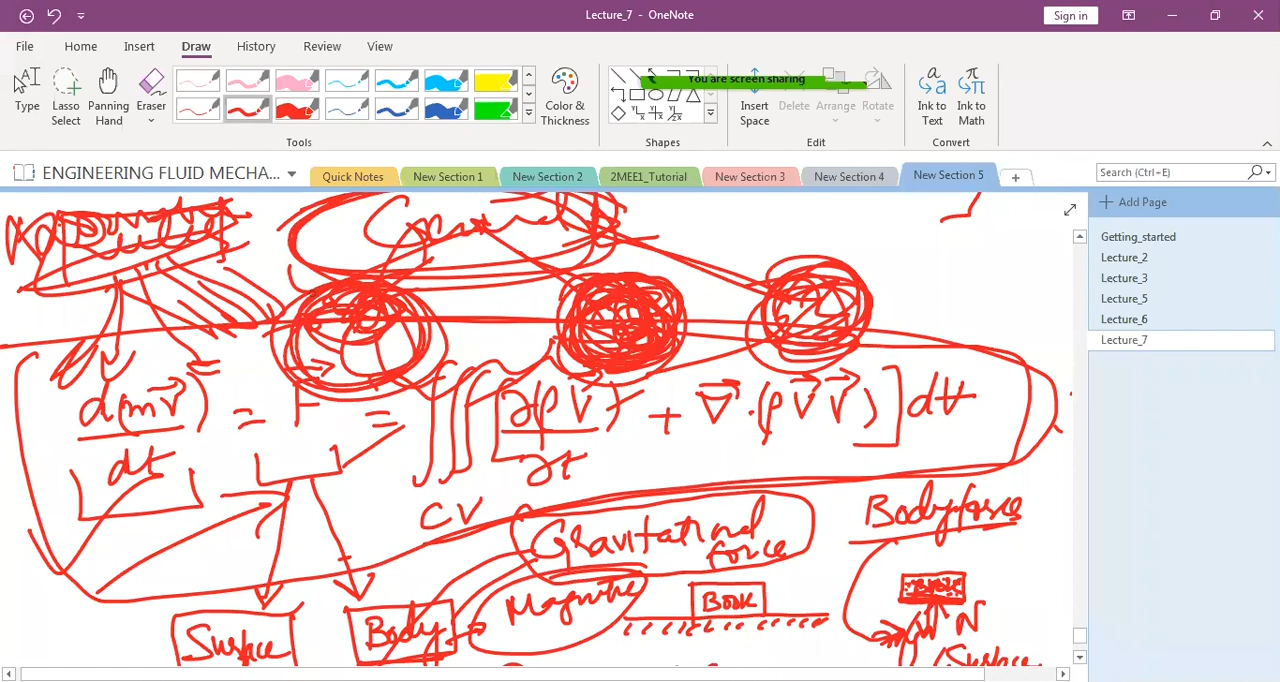 Lecture_7 - OneNote
Sign in
File Home Insert Draw History Review View
You are screen sharing
Type
Lasso Select
Panning Hand
Eraser
Color & Thickness
Insert Space
Delete
Arrange
Rotate
Ink to Text
Ink to Math
Tools Shapes Edit Convert
ENGINEERING FLUID MECHA...
Quick Notes New Section 1 New Section 2 2MEE1_Tutorial New Section 3 New Section 4 New Section 5
Search (Ctrl+E)
Add Page
Getting_started
Lecture_2
Lecture_3
Lecture_5
Lecture_6
Lecture_7
d(mV⃗)/dt = F⃗ = ∭ [∂(ρV⃗)/∂t + ∇⃗·(ρV⃗V⃗)] dV
CV
Gravitational force
Body force
Magnetic
Book
Surface
Body
N
Surface